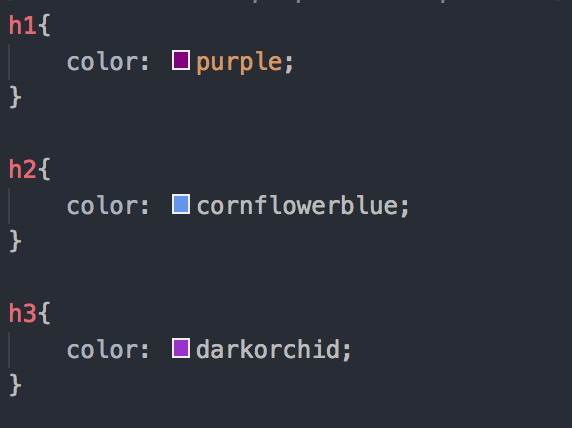 h1{
    color: purple;
}
h2{
    color: cornflowerblue;
}
h3{
    color: darkorchid;
}